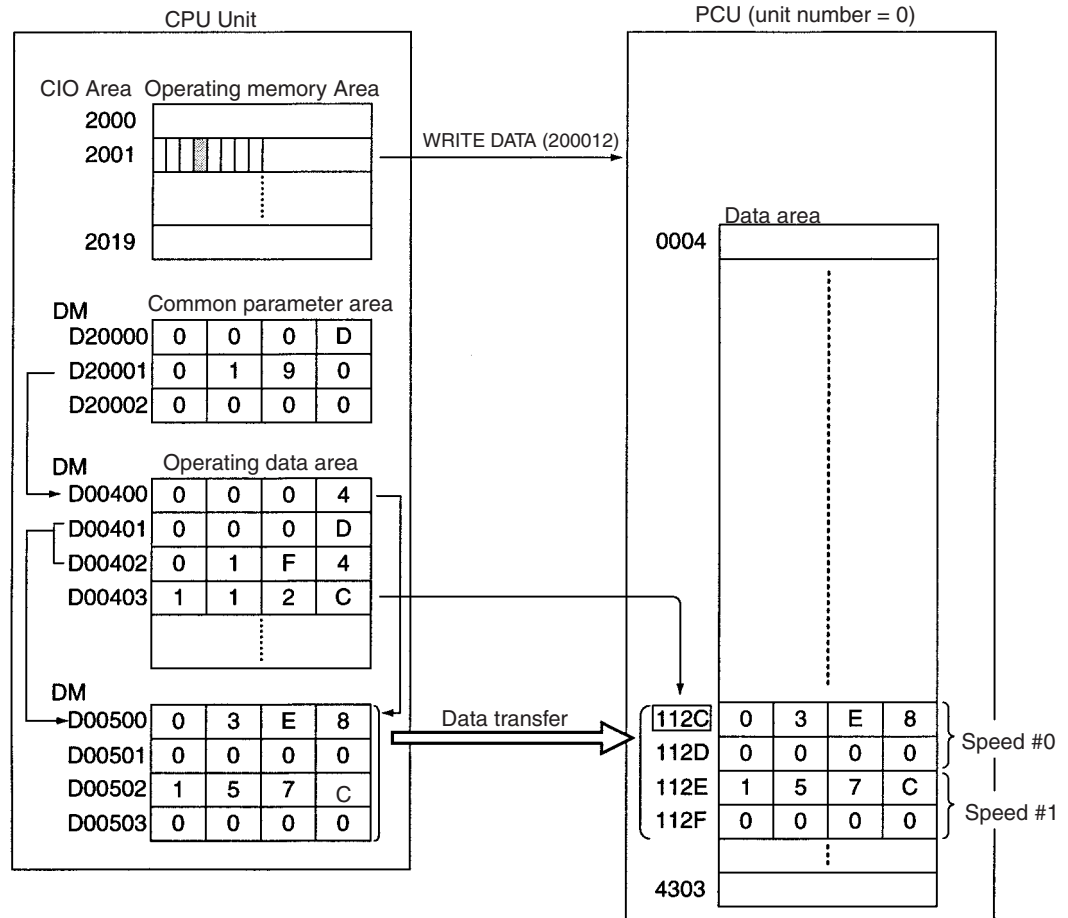 CPU Unit
PCU (unit number = 0)
CIO Area Operating memory Area
2000
2001
WRITE DATA (200012)
2019
Data area
0004
DM
Common parameter area
D20000 0 0 0 D
D20001 0 1 9 0
D20002 0 0 0 0
DM
Operating data area
D00400 0 0 0 4
D00401 0 0 0 D
D00402 0 1 F 4
D00403 1 1 2 C
DM
D00500 0 3 E 8
D00501 0 0 0 0
D00502 1 5 7 C
D00503 0 0 0 0
Data transfer
112C 0 3 E 8
112D 0 0 0 0
Speed #0
112E 1 5 7 C
112F 0 0 0 0
Speed #1
4303